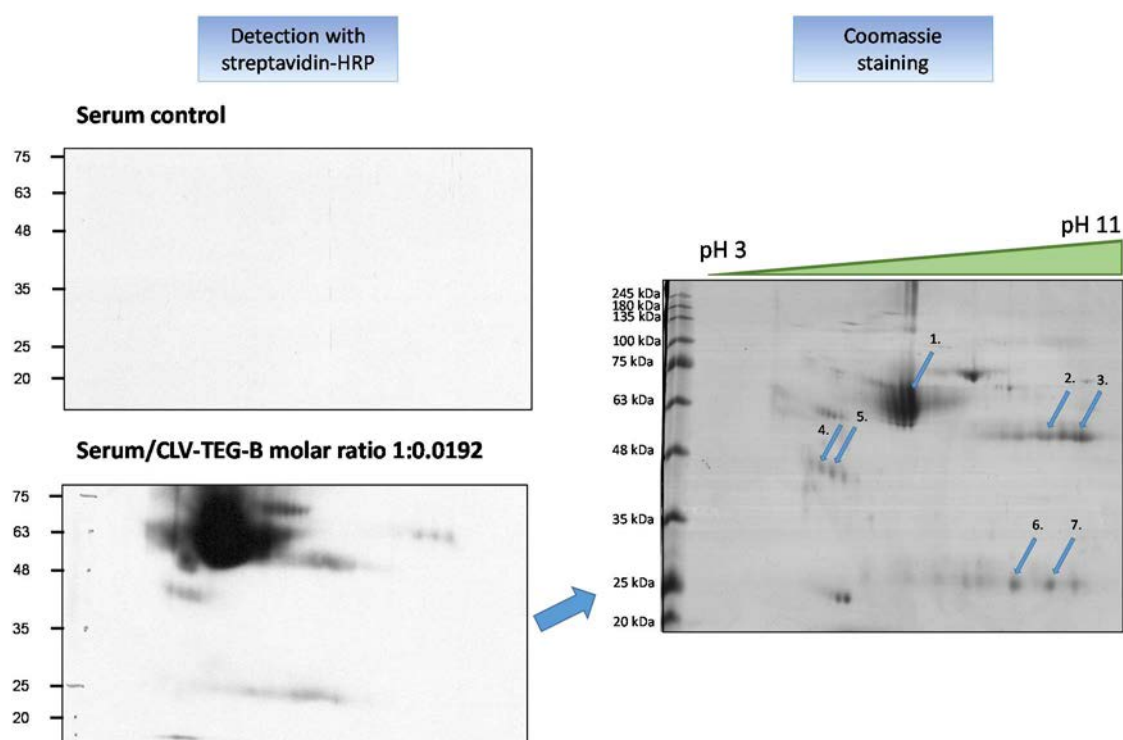 Detection with
streptavidin-HRP
Coomassie
staining
Serum control
75
63
48
35
25
20
Serum/CLV-TEG-B molar ratio 1:0.0192
75
63
48
35
25
20
pH 3
pH 11
245 kDa
180 kDa
135 kDa
100 kDa
75 kDa
63 kDa
48 kDa
35 kDa
25 kDa
20 kDa
1.
2.
3.
4.
5.
6.
7.